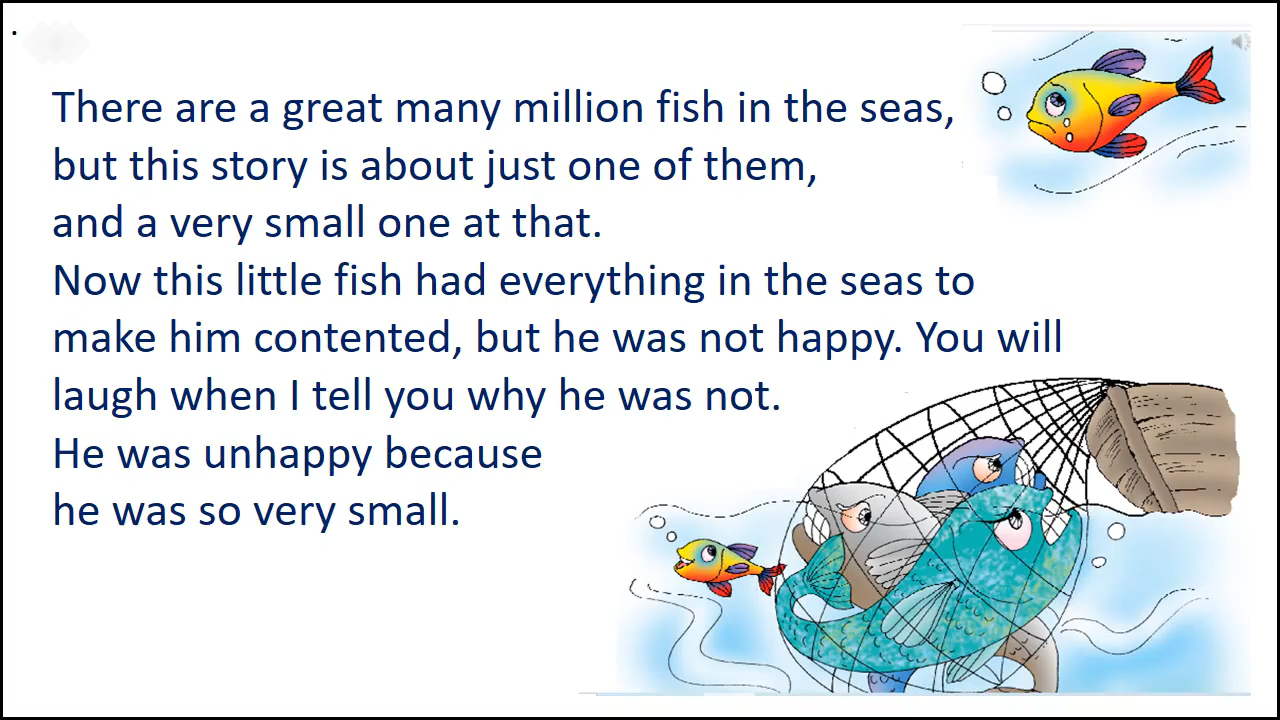 There are a great many million fish in the seas,
but this story is about just one of them,
and a very small one at that.
Now this little fish had everything in the seas to
make him contented, but he was not happy. You will
laugh when I tell you why he was not.
He was unhappy because
he was so very small.